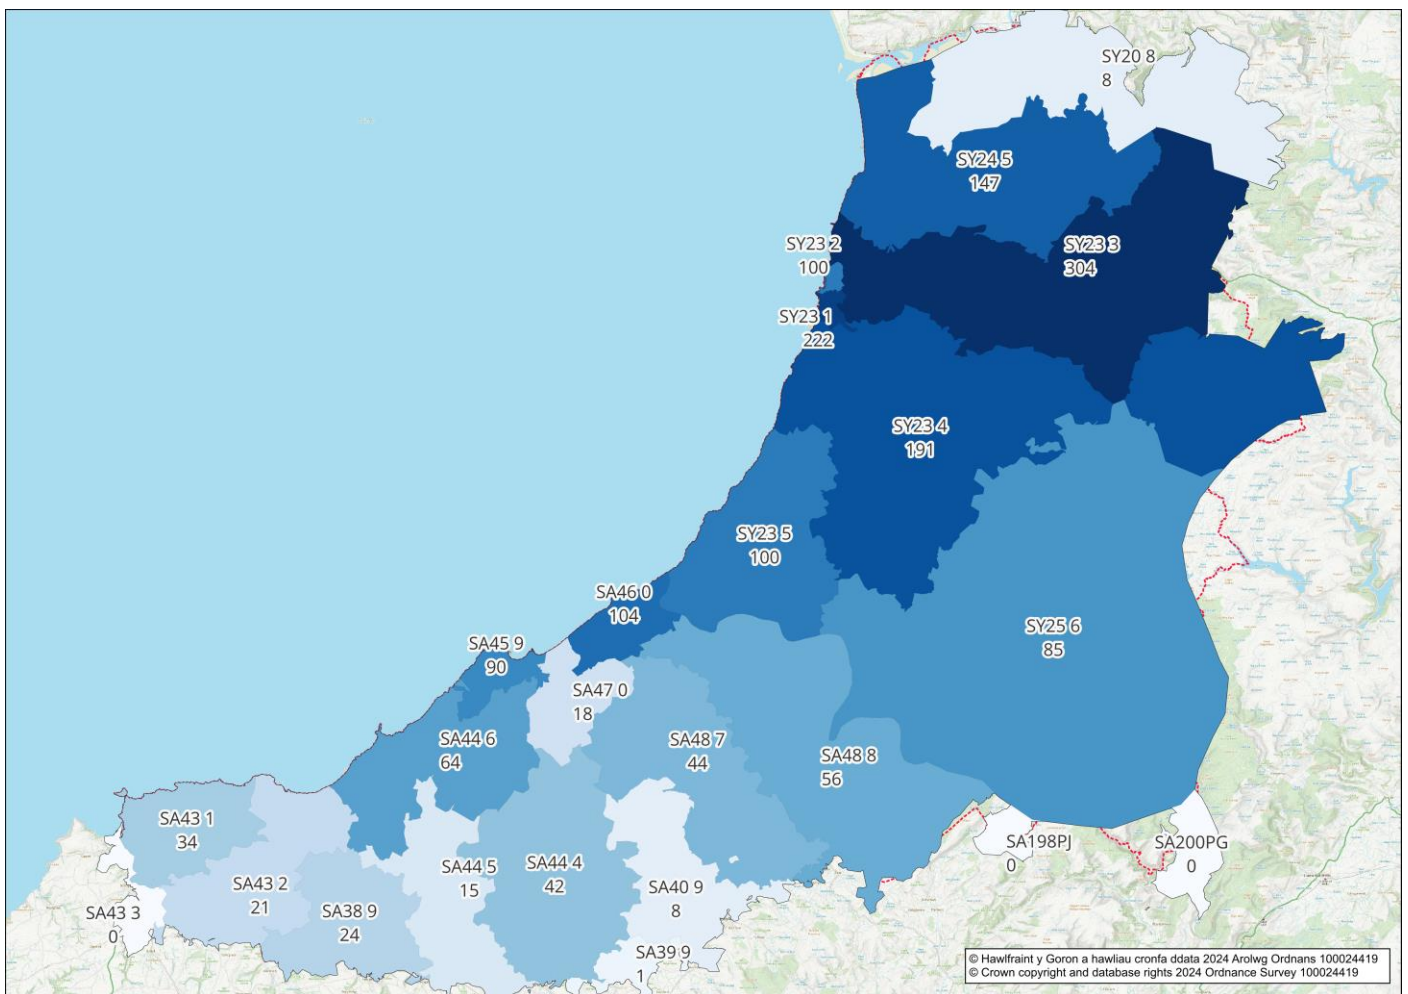 SY20 8
8
SY24 5
147
SY23 2
100
SY23 3
304
SY23 1
222
SY23 4
191
SY23 5
100
SA46 0
104
SY25 6
85
SA45 9
90
SA47 0
18
SA44 6
64
SA48 7
44
SA48 8
56
SA43 1
34
SA198PJ
0
SA200PG
0
SA44 5
15
SA44 4
42
SA43 2
21
SA40 9
8
SA38 9
24
SA43 3
0
SA39 9
1
© Hawlfraint y Goron a hawliau cronfa ddata 2024 Arolwg Ordnans 100024419
© Crown copyright and database rights 2024 Ordnance Survey 100024419